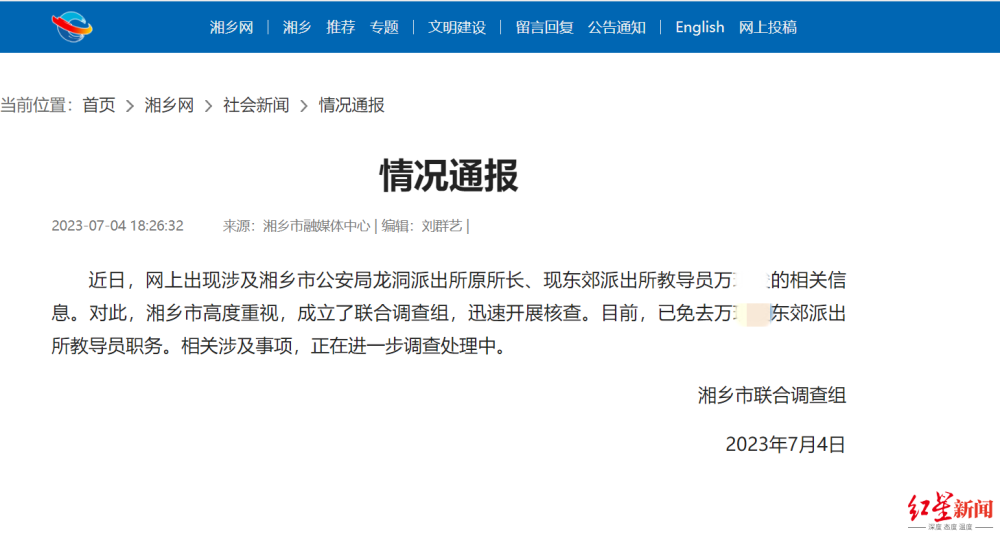 湘乡网 | 湘乡 推荐 专题 | 文明建设 | 留言回复 公告通知 | English 网上投稿
当前位置：首页 > 湘乡网 > 社会新闻 > 情况通报
情况通报
2023-07-04 18:26:32 来源：湘乡市融媒体中心 | 编辑：刘群艺 |
近日，网上出现涉及湘乡市公安局龙洞派出所原所长、现东郊派出所教导员万的相关信
息。对此，湘乡市高度重视，成立了联合调查组，迅速开展核查。目前，已免去万东郊派出
所教导员职务。相关涉及事项，正在进一步调查处理中。
湘乡市联合调查组
2023年7月4日
红星新闻
深度 态度 温度